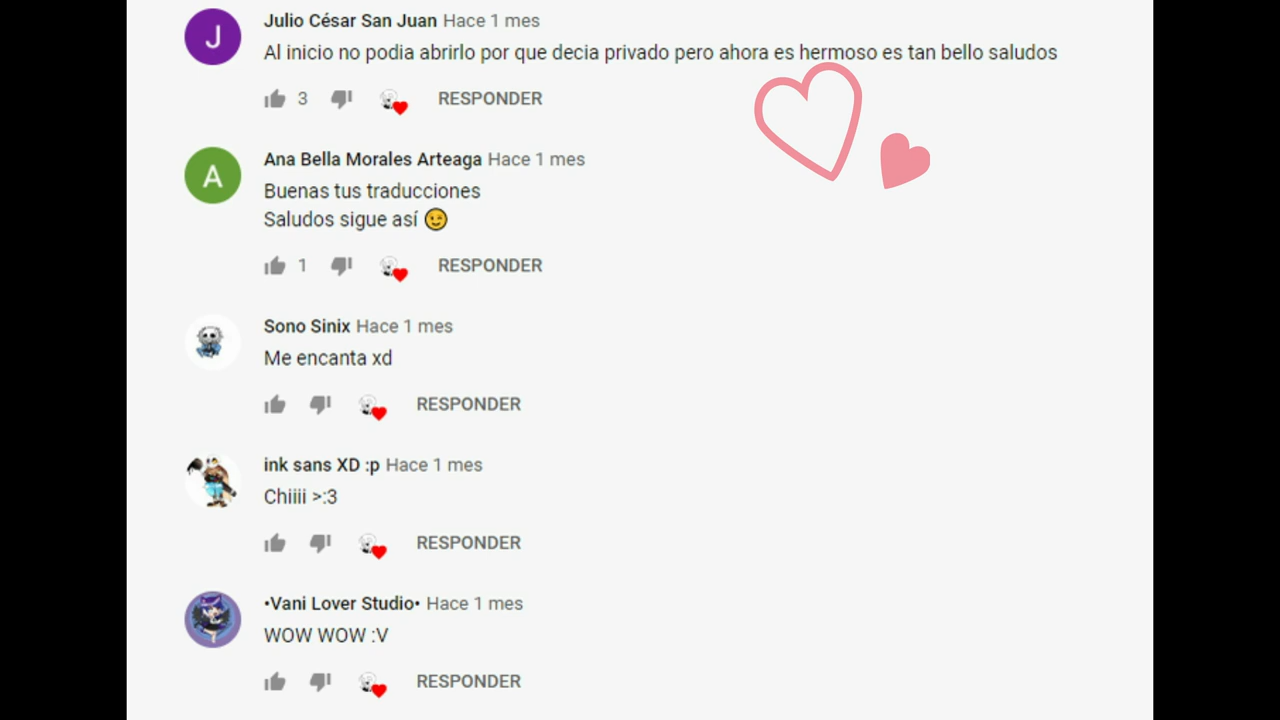 J
Julio César San Juan Hace 1 mes
Al inicio no podia abrirlo por que decia privado pero ahora es hermoso es tan bello saludos
3 RESPONDER
A
Ana Bella Morales Arteaga Hace 1 mes
Buenas tus traducciones
Saludos sigue así 😉
1 RESPONDER
Sono Sinix Hace 1 mes
Me encanta xd
RESPONDER
ink sans XD :p Hace 1 mes
Chiiii >:3
RESPONDER
•Vani Lover Studio• Hace 1 mes
WOW WOW :V
RESPONDER